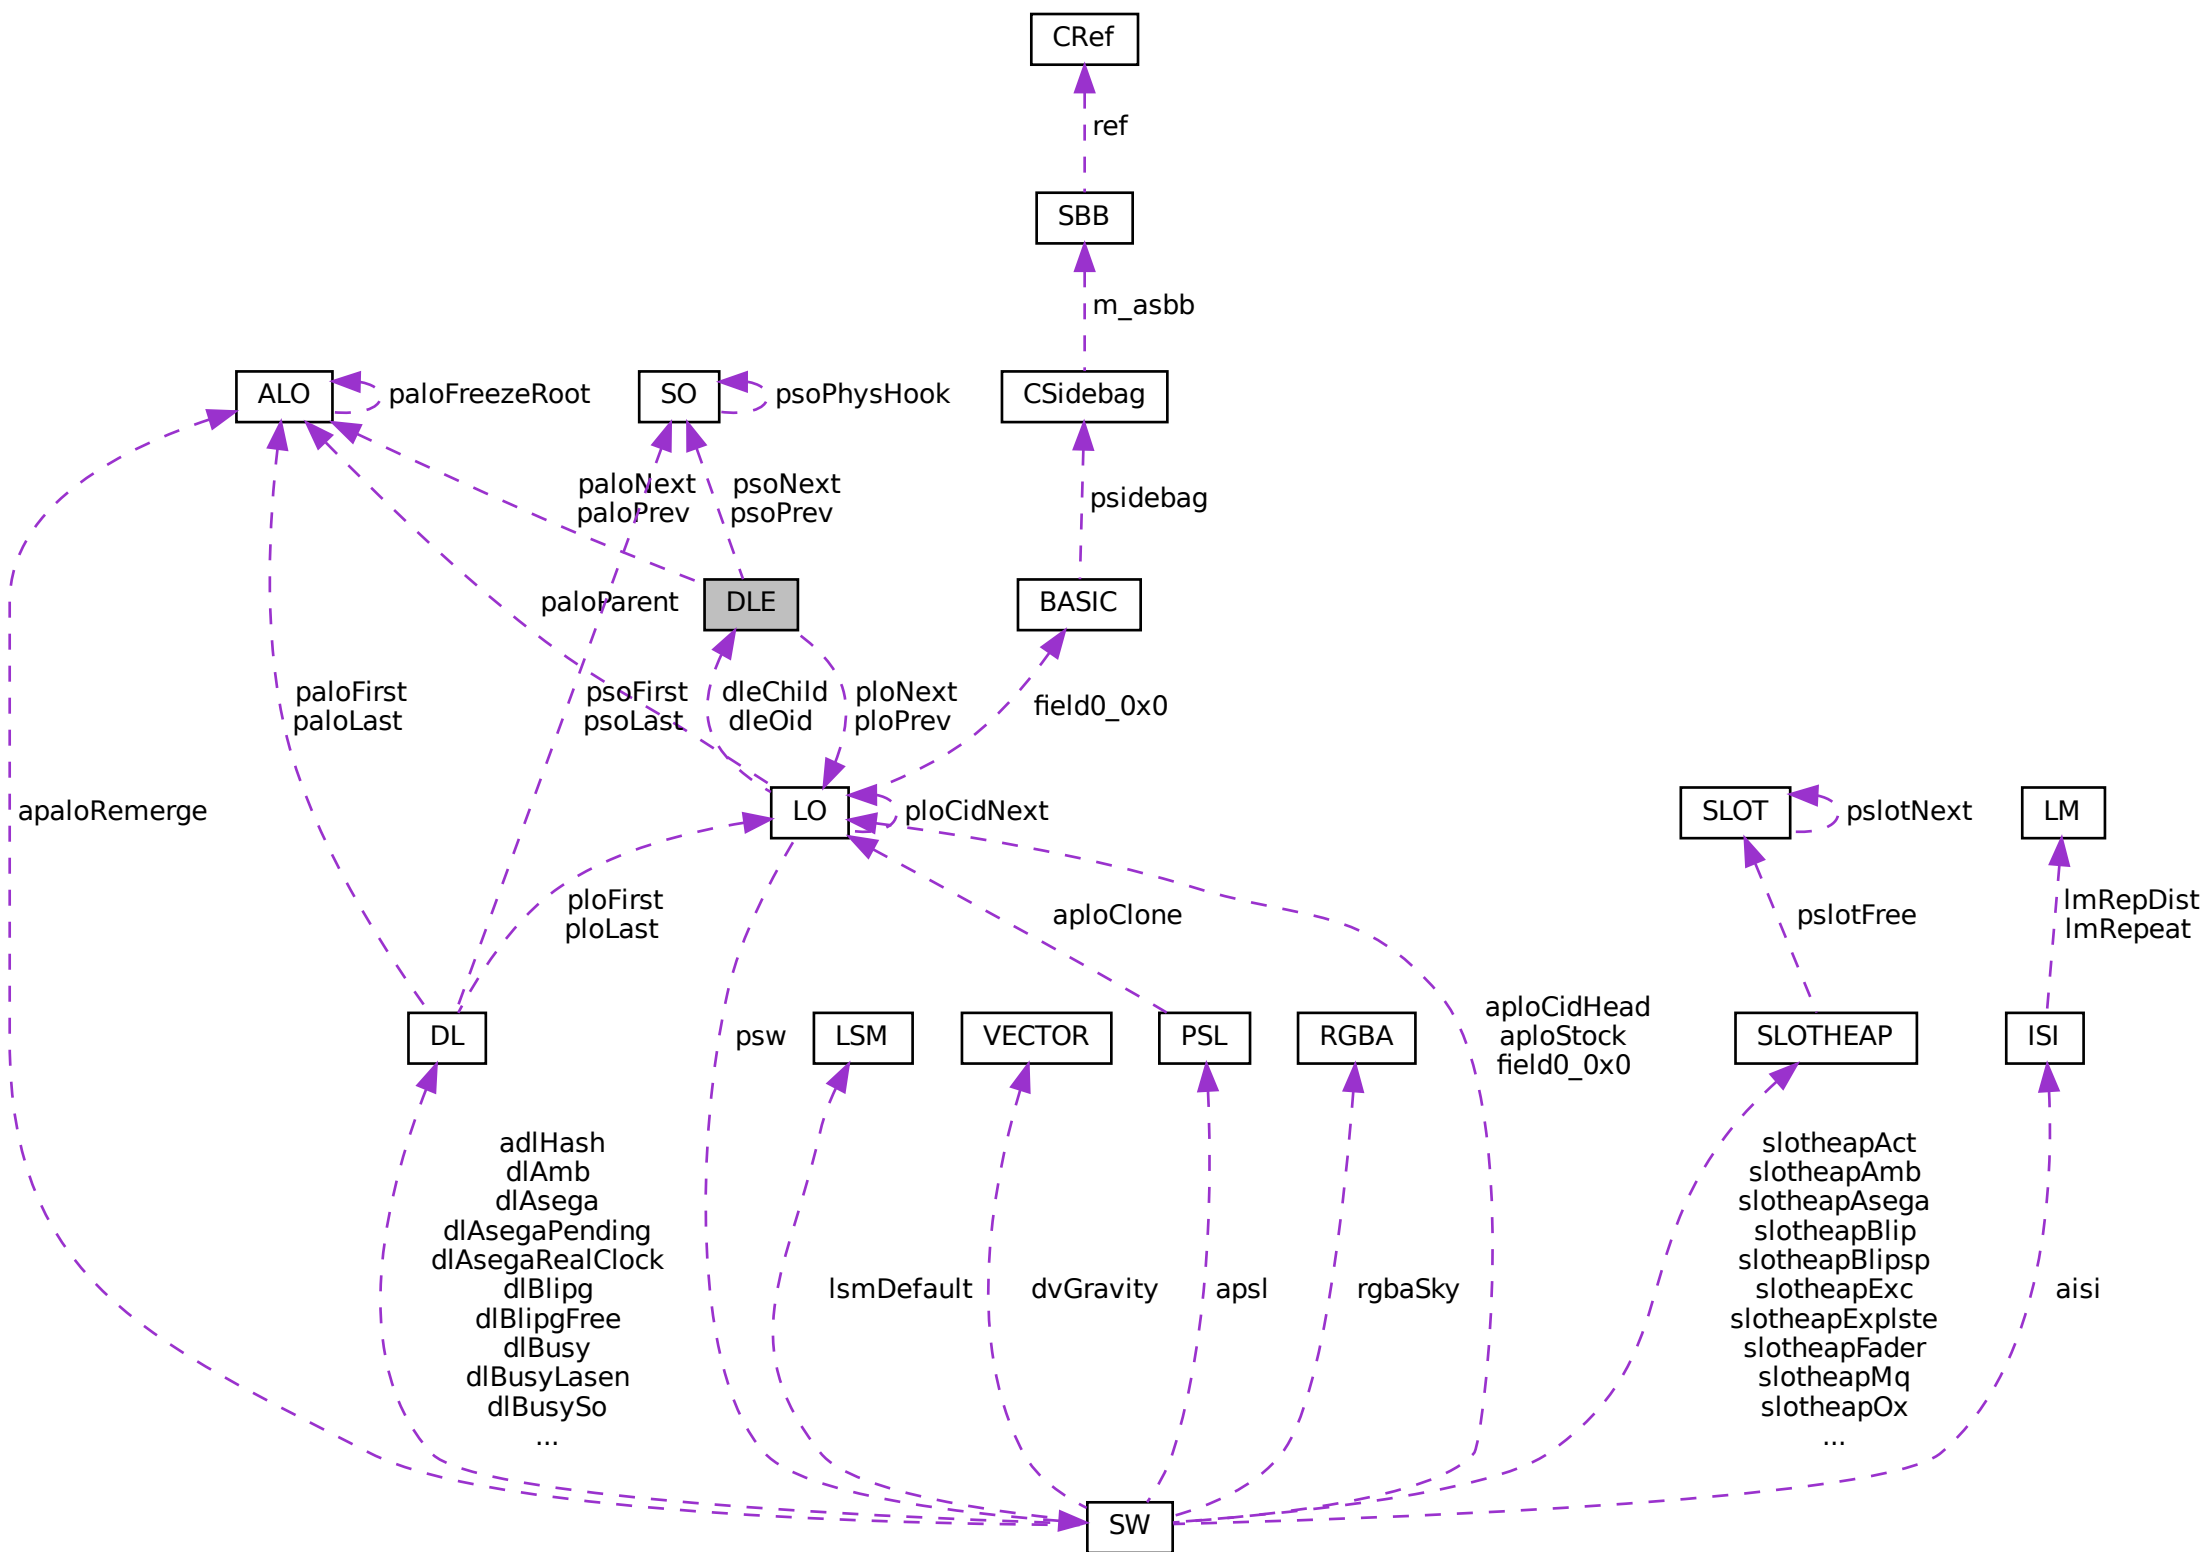 CRef
ref
SBB
m_asbb
ALO
paloFreezeRoot
SO
psoPhysHook
CSidebag
paloNext
paloPrev
psoNext
psoPrev
psidebag
paloParent
DLE
BASIC
paloFirst
paloLast
psoFirst
psoLast
dleChild
dleOid
ploNext
ploPrev
field0_0x0
apaloRemerge
LO
ploCidNext
SLOT
pslotNext
LM
ploFirst
ploLast
aploClone
pslotFree
lmRepDist
lmRepeat
DL
psw
LSM
VECTOR
PSL
RGBA
aploCidHead
aploStock
field0_0x0
SLOTHEAP
ISI
adlHash
dlAmb
dlAsega
dlAsegaPending
dlAsegaRealClock
dlBlipg
dlBlipgFree
dlBusy
dlBusyLasen
dlBusySo
...
lsmDefault
dvGravity
apsl
rgbaSky
slotheapAct
slotheapAmb
slotheapAsega
slotheapBlip
slotheapBlipsp
slotheapExc
slotheapExplste
slotheapFader
slotheapMq
slotheapOx
...
aisi
SW